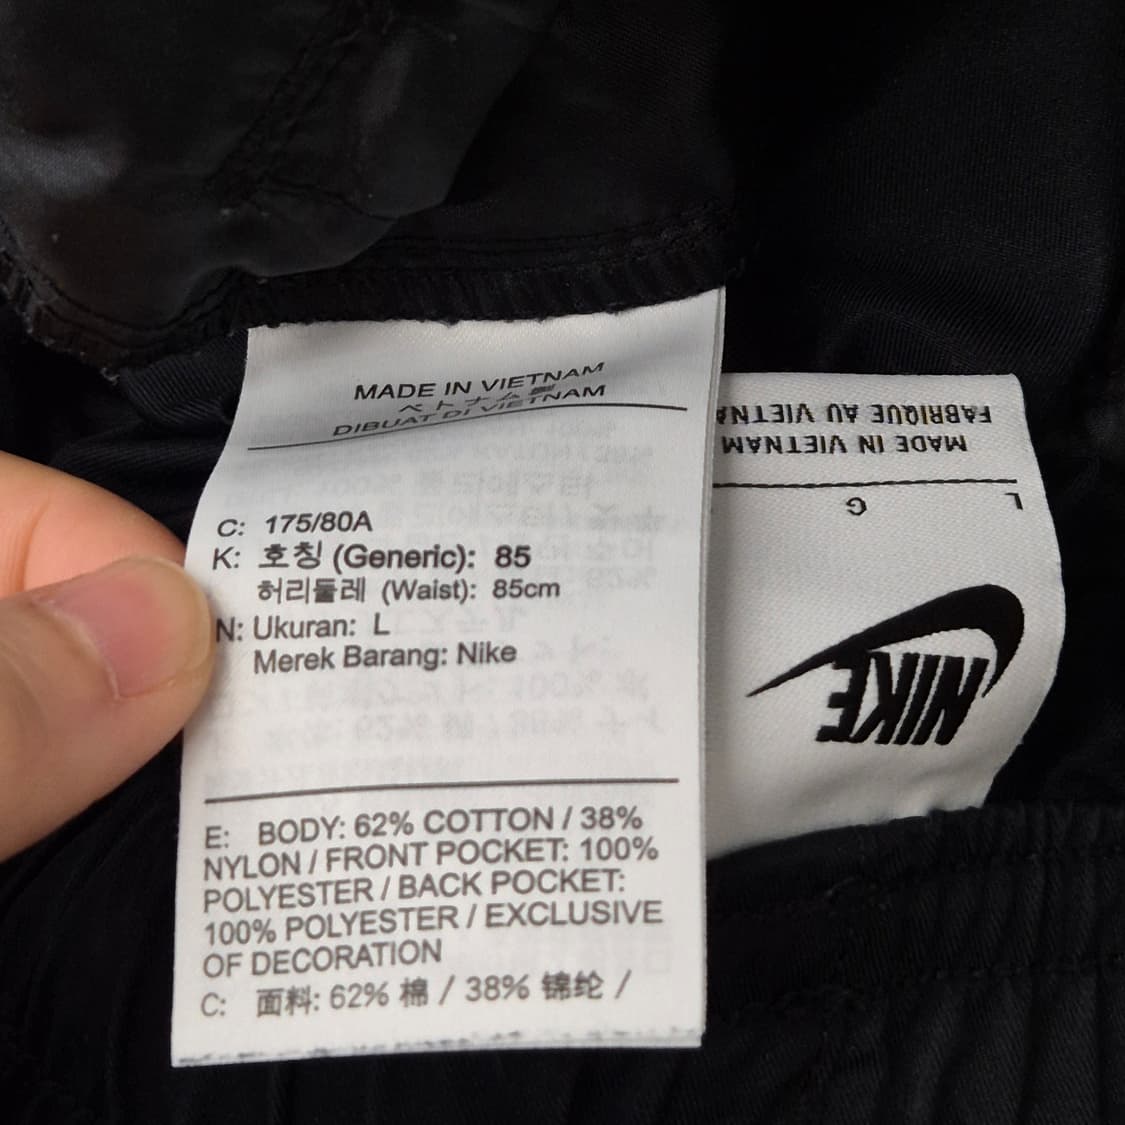 MADE IN VIETNAM
ベトナム製
DIBUAT DI VIETNAM
C: 175/80A
K: 호칭 (Generic): 85
허리둘레 (Waist): 85cm
N: Ukuran: L
Merek Barang: Nike
E: BODY: 62% COTTON / 38%
NYLON / FRONT POCKET: 100%
POLYESTER / BACK POCKET:
100% POLYESTER / EXCLUSIVE
OF DECORATION
C: 面料: 62% 棉 / 38% 锦纶 /
NIKE
L G
MADE IN VIETNAM
FABRIQUÉ AU VIETNA